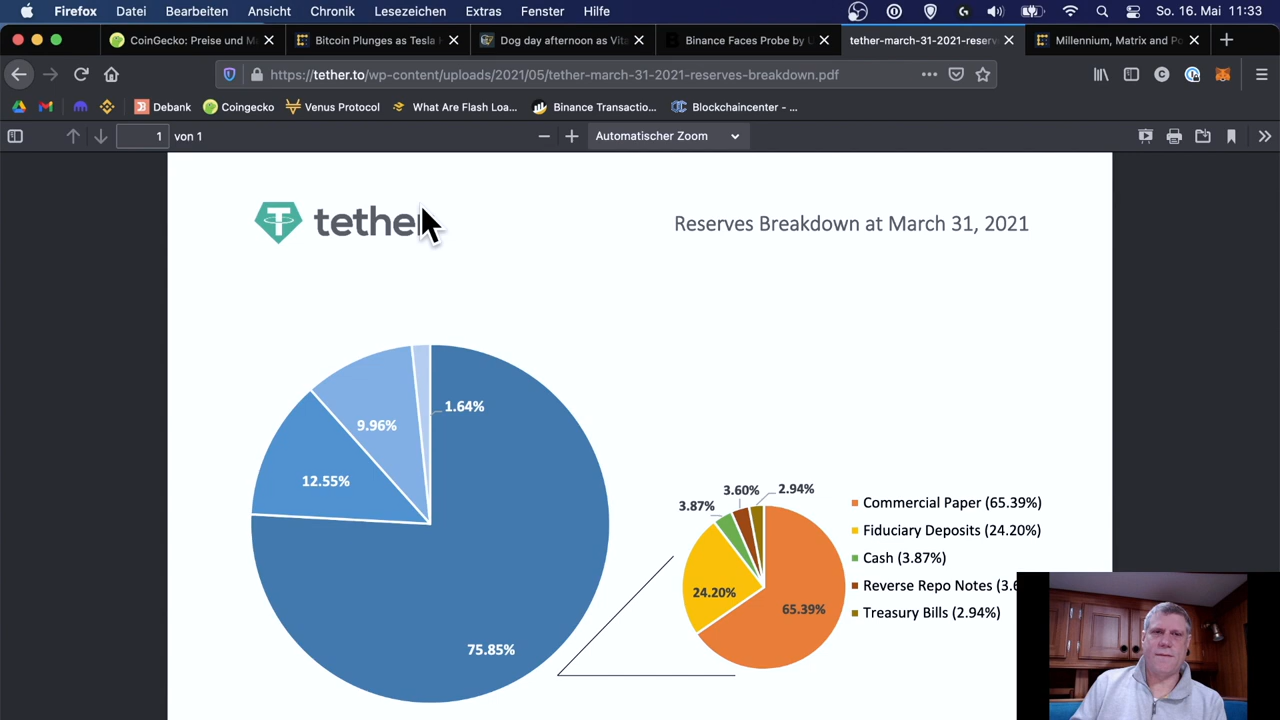 Firefox Datei Bearbeiten Ansicht Chronik Lesezeichen Extras Fenster Hilfe So. 16. Mai 11:33
CoinGecko: Preise und M
Bitcoin Plunges as Tesla
Dog day afternoon as Vita
Binance Faces Probe by U
tether-march-31-2021-reserv
Millennium, Matrix and Po
https://tether.to/wp-content/uploads/2021/05/tether-march-31-2021-reserves-breakdown.pdf
Debank Coingecko Venus Protocol What Are Flash Loa... Binance Transactio... Blockchaincenter - ...
1 von 1 Automatischer Zoom
tether
Reserves Breakdown at March 31, 2021
1.64%
9.96%
12.55%
75.85%
3.87% 3.60% 2.94%
24.20%
65.39%
Commercial Paper (65.39%)
Fiduciary Deposits (24.20%)
Cash (3.87%)
Reverse Repo Notes (3.6
Treasury Bills (2.94%)